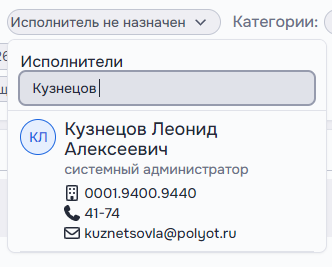 Исполнитель не назначен
Категории:
Исполнители
Кузнецов
КЛ
Кузнецов Леонид
Алексеевич
системный администратор
0001.9400.9440
41-74
kuznetsovla@polyot.ru